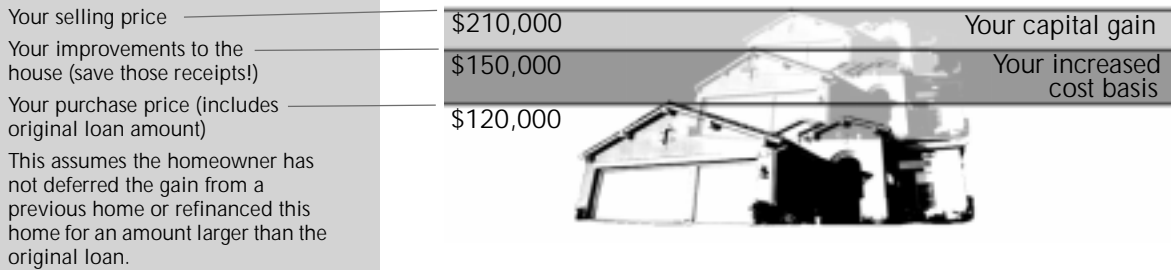 Your selling price
Your improvements to the
house (save those receipts!)
Your purchase price (includes
original loan amount)
This assumes the homeowner has
not deferred the gain from a
previous home or refinanced this
home for an amount larger than the
original loan.
$210,000
Your capital gain
$150,000
Your increased
cost basis
$120,000